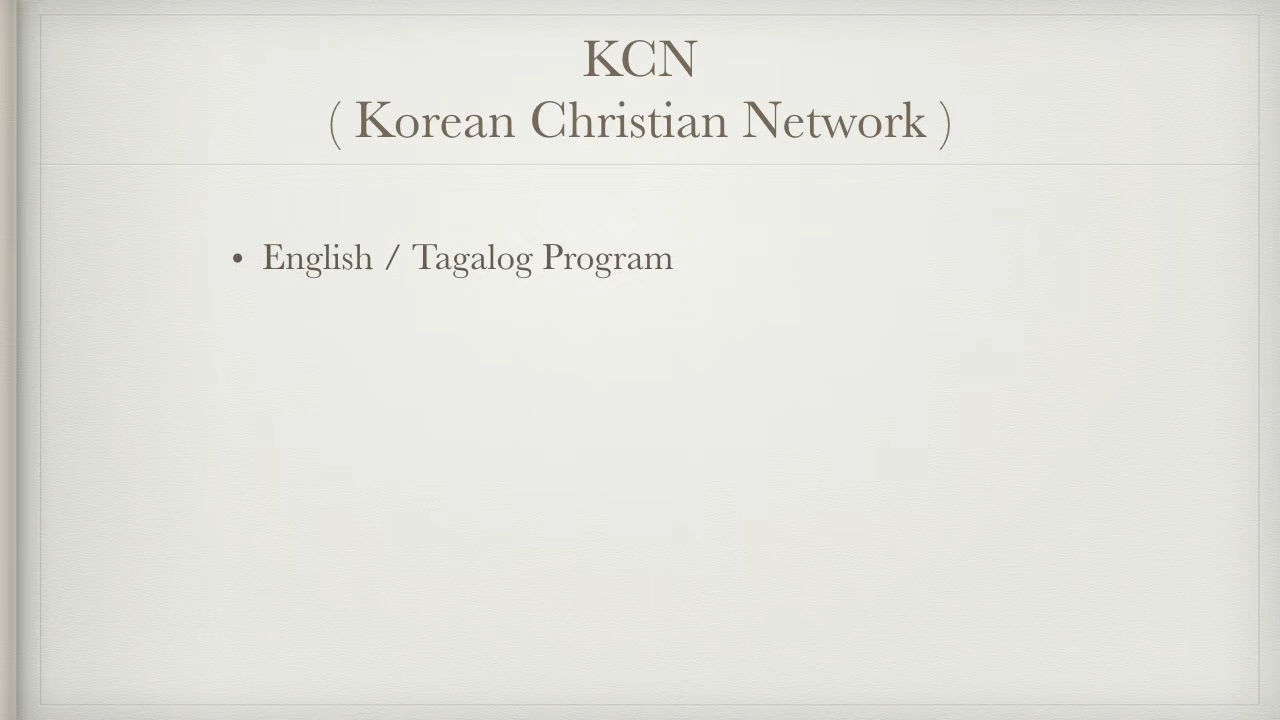 KCN
( Korean Christian Network )
• English / Tagalog Program